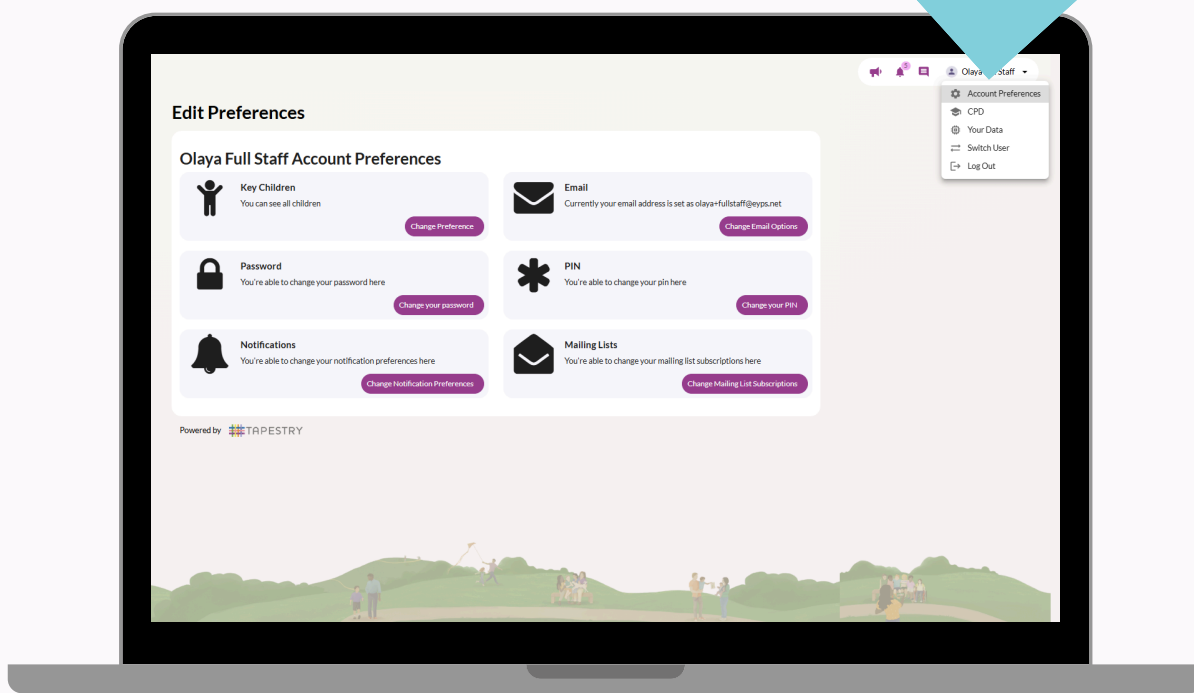 5
Olaya Staff
Account Preferences
CPD
Your Data
Switch User
Log Out
Edit Preferences
Olaya Full Staff Account Preferences
Key Children
You can see all children
Change Preference
Email
Currently your email address is set as olaya+fullstaff@eyps.net
Change Email Options
Password
You're able to change your password here
Change your password
PIN
You're able to change your pin here
Change your PIN
Notifications
You're able to change your notification preferences here
Change Notification Preferences
Mailing Lists
You're able to change your mailing list subscriptions here
Change Mailing List Subscriptions
Powered by TAPESTRY